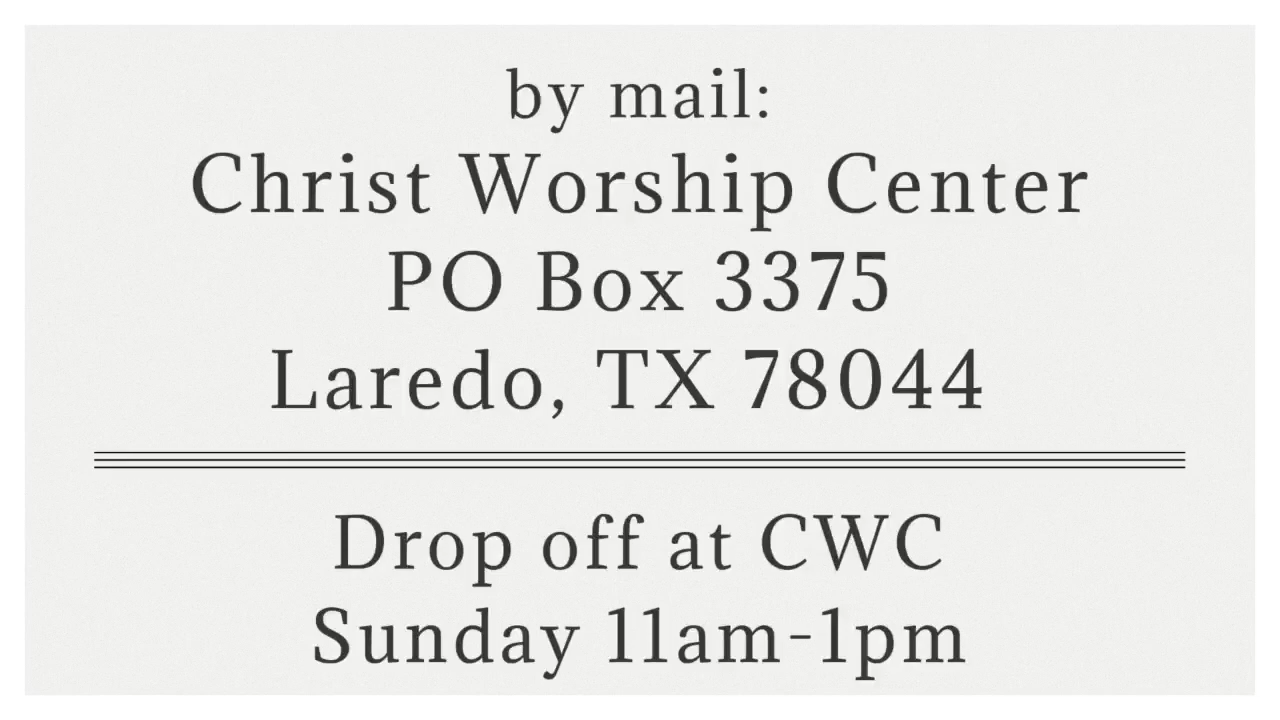 by mail:
Christ Worship Center
PO Box 3375
Laredo, TX 78044
Drop off at CWC
Sunday 11am-1pm